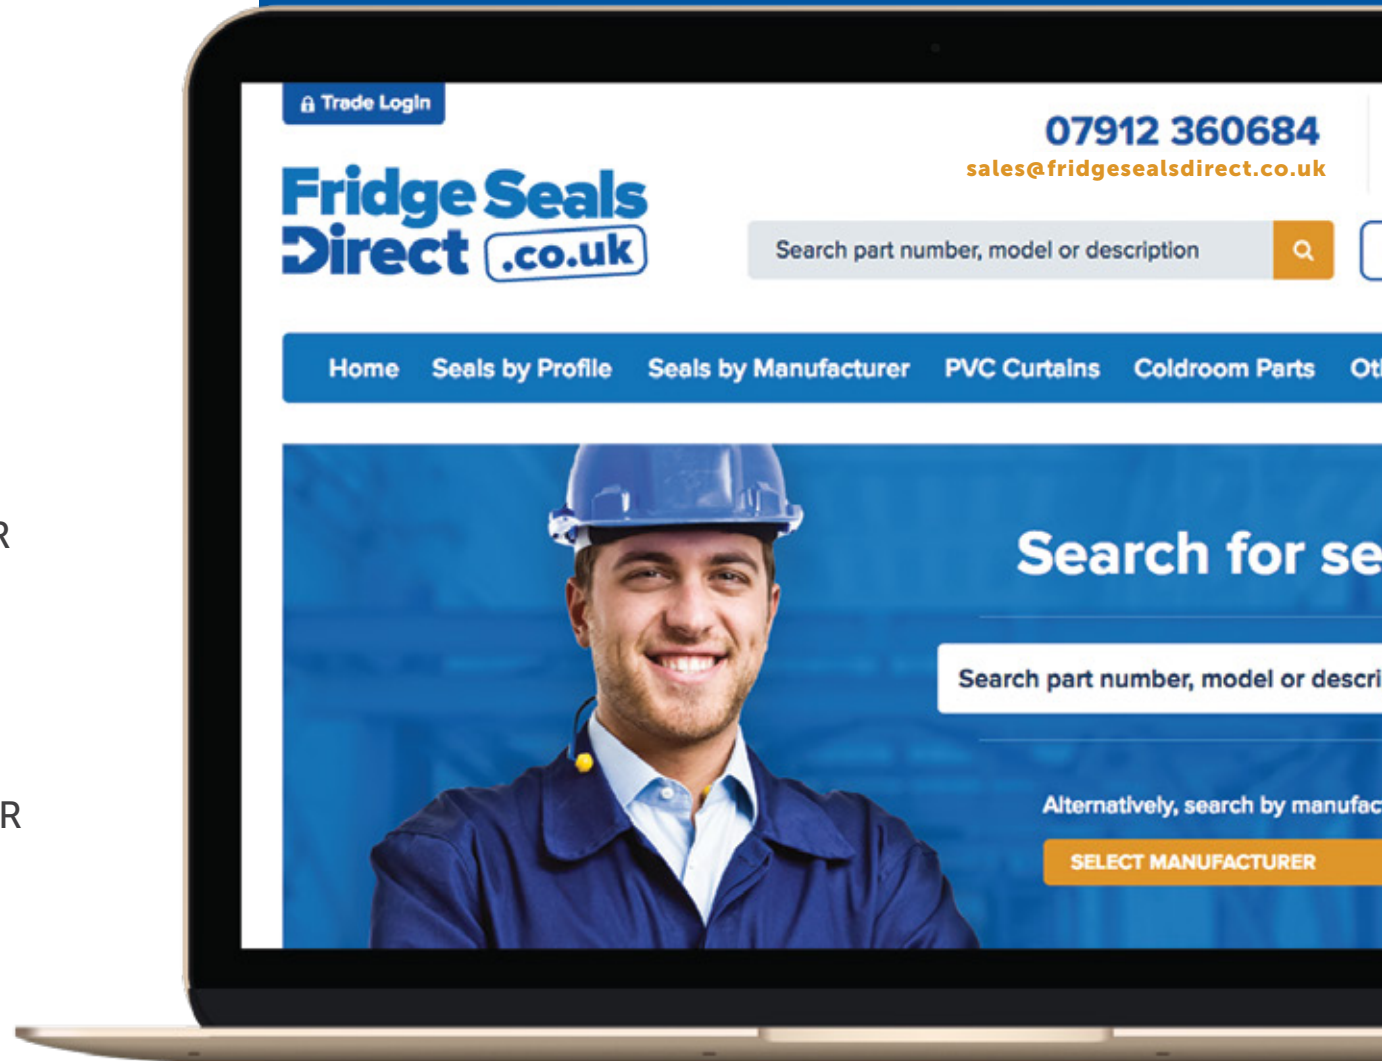 Trade Login
07912 360684
sales@fridgesealsdirect.co.uk
Fridge Seals
Direct .co.uk
Search part number, model or description
Home Seals by Profile Seals by Manufacturer PVC Curtains Coldroom Parts Oth
R
Search for se
Search part number, model or descri
R
Alternatively, search by manufac
SELECT MANUFACTURER